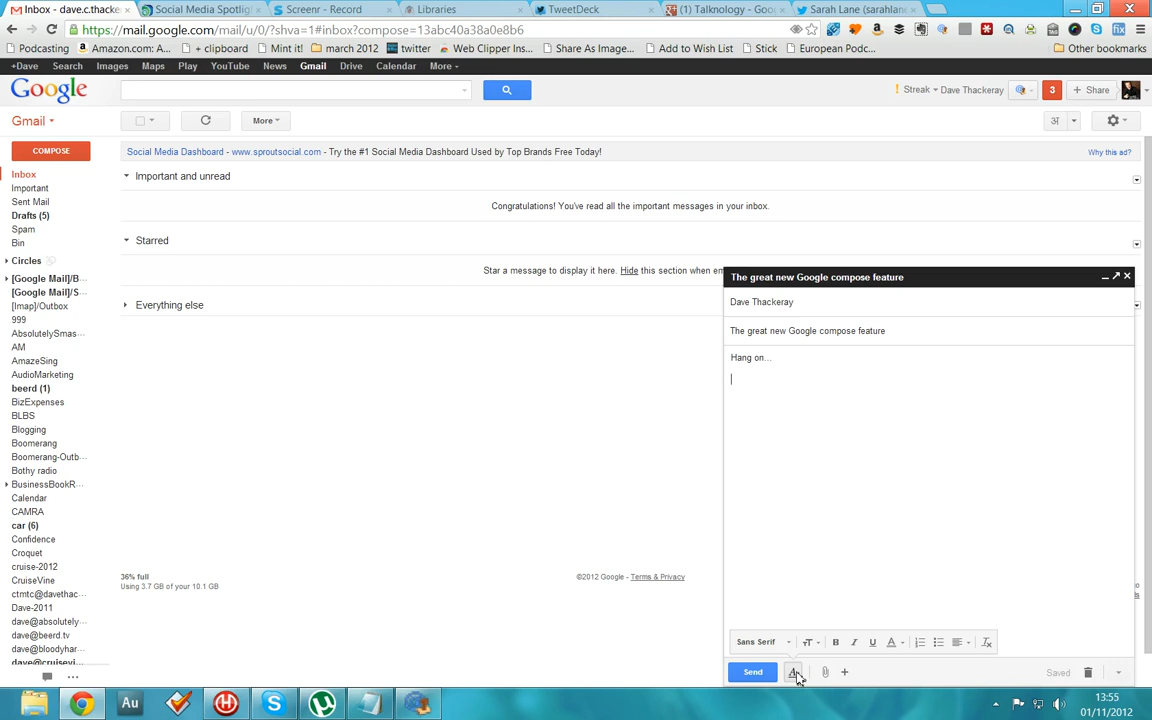 Inbox - dave.c.thacker
Social Media Spotlig
Screenr - Record
Libraries
TweetDeck
(1) Talknology - Goo
Sarah Lane (sarahlan
https://mail.google.com/mail/u/0/?shva=1#inbox?compose=13abc40a38a0e8b6
Podcasting
Amazon.com: A...
+ clipboard
Mint it!
march 2012
twitter
Web Clipper Ins...
Share As Image...
Add to Wish List
Stick
European Podc...
Other bookmarks
+Dave Search Images Maps Play YouTube News Gmail Drive Calendar More
Google
Streak
Dave Thackeray
3
+ Share
Gmail
More
अ
COMPOSE
Social Media Dashboard - www.sproutsocial.com - Try the #1 Social Media Dashboard Used by Top Brands Free Today!
Why this ad?
Inbox
Important
Sent Mail
Drafts (5)
Spam
Bin
Circles
[Google Mail]/B...
[Google Mail]/S...
[Imap]/Outbox
999
AbsolutelySmas...
AM
AmazeSing
AudioMarketing
beerd (1)
BizExpenses
BLBS
Blogging
Boomerang
Boomerang-Outb...
Bothy radio
BusinessBookR...
Calendar
CAMRA
car (6)
Confidence
Croquet
cruise-2012
CruiseVine
ctmtc@davethac...
Dave-2011
dave@absolutely...
dave@beerd.tv
dave@bloodyhar...
dave@cruisevi...
Important and unread
Congratulations! You've read all the important messages in your inbox.
Starred
Star a message to display it here. Hide this section when em
Everything else
36% full
Using 3.7 GB of your 10.1 GB
©2012 Google - Terms & Privacy
The great new Google compose feature
Dave Thackeray
The great new Google compose feature
Hang on...
Sans Serif
B I U A
Send
Saved
Au
13:55
01/11/2012